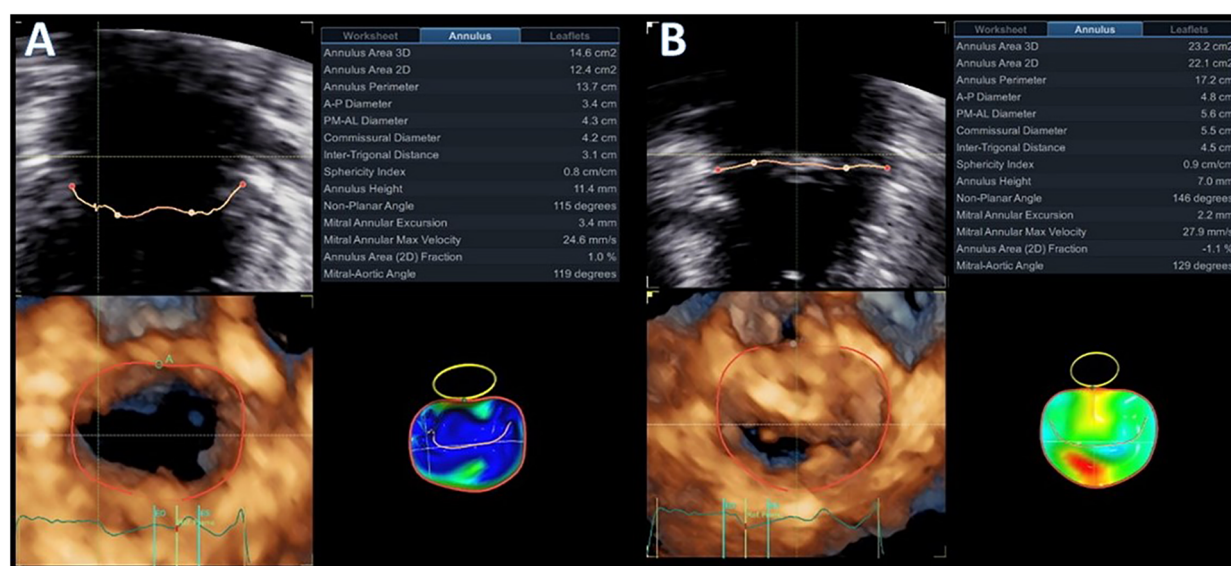 A
Worksheet Annulus Leaflets
Annulus Area 3D 14.6 cm2
Annulus Area 2D 12.4 cm2
Annulus Perimeter 13.7 cm
A-P Diameter 3.4 cm
PM-AL Diameter 4.3 cm
Commissural Diameter 4.2 cm
Inter-Trigonal Distance 3.1 cm
Sphericity Index 0.8 cm/cm
Annulus Height 11.4 mm
Non-Planar Angle 115 degrees
Mitral Annular Excursion 3.4 mm
Mitral Annular Max Velocity 24.6 mm/s
Annulus Area (2D) Fraction 1.0 %
Mitral-Aortic Angle 119 degrees
A
B
Worksheet Annulus Leaflets
Annulus Area 3D 23.2 cm2
Annulus Area 2D 22.1 cm2
Annulus Perimeter 17.2 cm
A-P Diameter 4.8 cm
PM-AL Diameter 5.6 cm
Commissural Diameter 5.5 cm
Inter-Trigonal Distance 4.5 cm
Sphericity Index 0.9 cm/cm
Annulus Height 7.0 mm
Non-Planar Angle 146 degrees
Mitral Annular Excursion 2.2 mm
Mitral Annular Max Velocity 27.9 mm/s
Annulus Area (2D) Fraction -1.1 %
Mitral-Aortic Angle 129 degrees